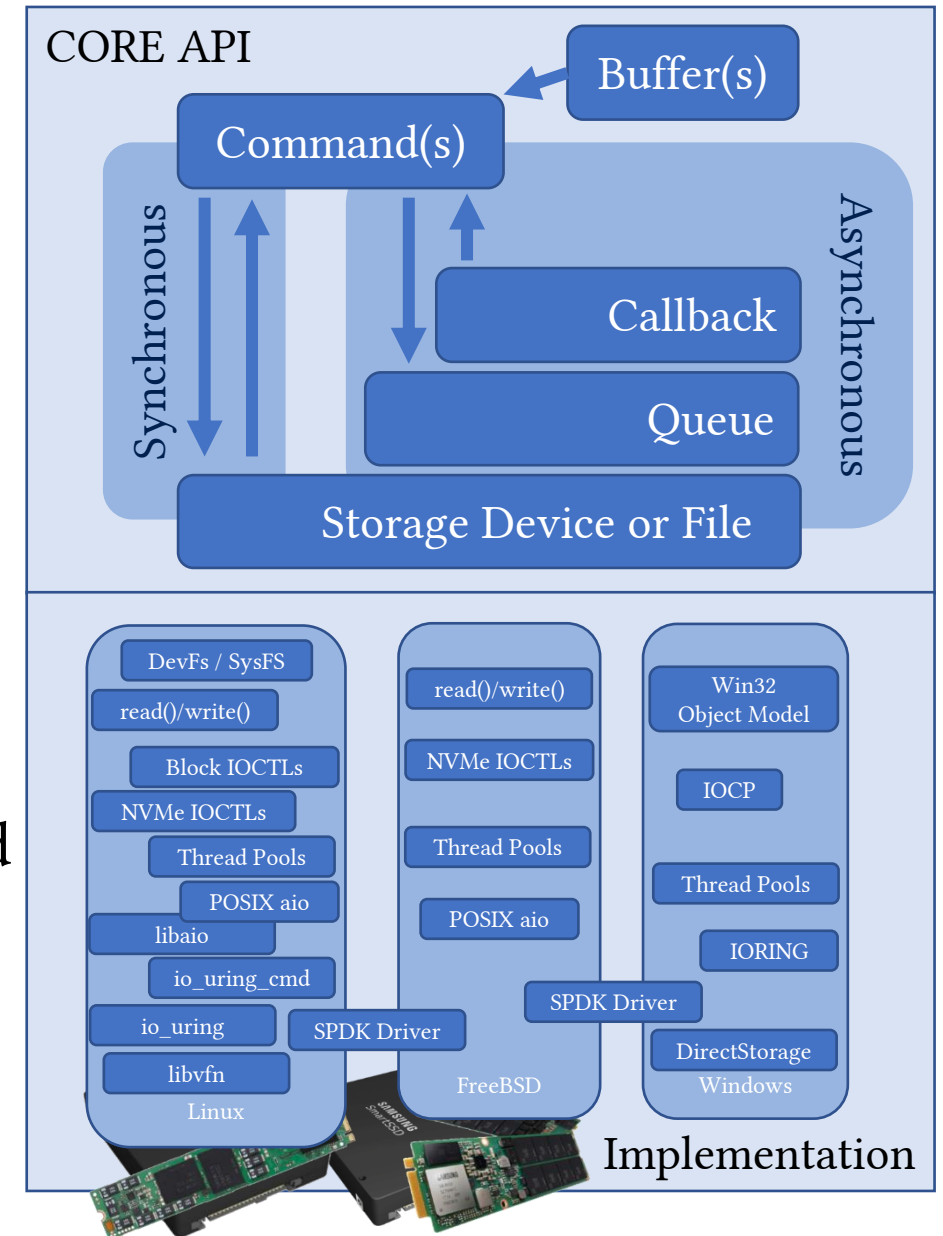 CORE API
Buffer(s)
Command(s)
Synchronous
Asynchronous
Callback
Queue
Storage Device or File
DevFs / SysFS
read()/write()
Block IOCTLs
NVMe IOCTLs
Thread Pools
POSIX aio
libaio
io_uring_cmd
io_uring
SPDK Driver
libvfn
Linux
read()/write()
NVMe IOCTLs
Thread Pools
POSIX aio
SPDK Driver
FreeBSD
Win32
Object Model
IOCP
Thread Pools
IORING
DirectStorage
Windows
SAMSUNG
SmartSSD
Implementation